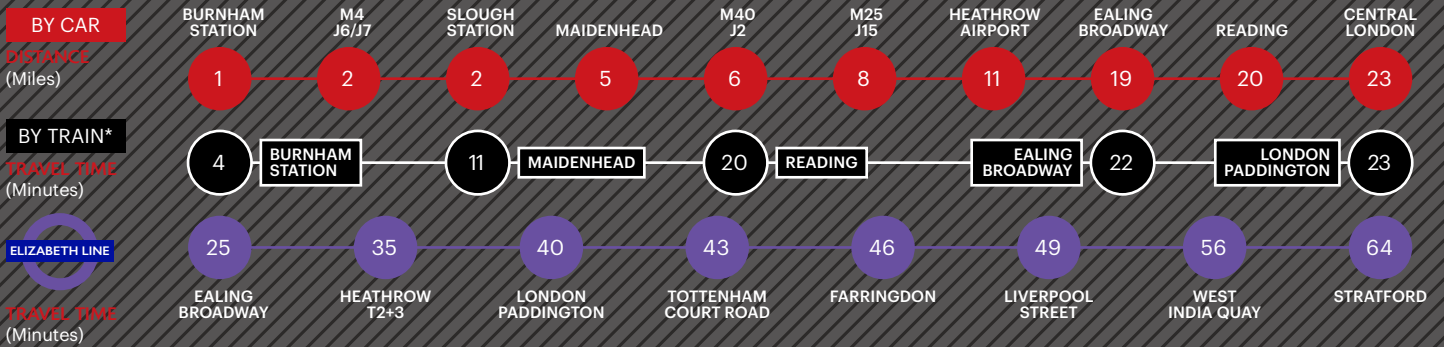 BY CAR
DISTANCE
(Miles)
BURNHAM
STATION
1
M4
J6/J7
2
SLOUGH
STATION
2
MAIDENHEAD
5
M40
J2
6
M25
J15
8
HEATHROW
AIRPORT
11
EALING
BROADWAY
19
READING
20
CENTRAL
LONDON
23
BY TRAIN*
TRAVEL TIME
(Minutes)
4
BURNHAM
STATION
11
MAIDENHEAD
20
READING
EALING
BROADWAY
22
LONDON
PADDINGTON
23
ELIZABETH LINE
TRAVEL TIME
(Minutes)
25
EALING
BROADWAY
35
HEATHROW
T2+3
40
LONDON
PADDINGTON
43
TOTTENHAM
COURT ROAD
46
FARRINGDON
49
LIVERPOOL
STREET
56
WEST
INDIA QUAY
64
STRATFORD